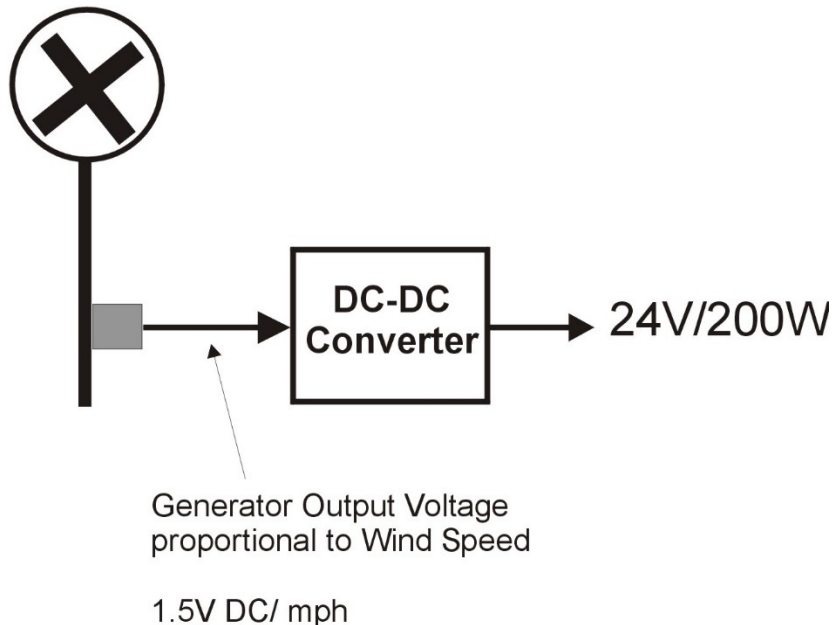 DC-DC
Converter
24V/200W
Generator Output Voltage
proportional to Wind Speed
1.5V DC/ mph